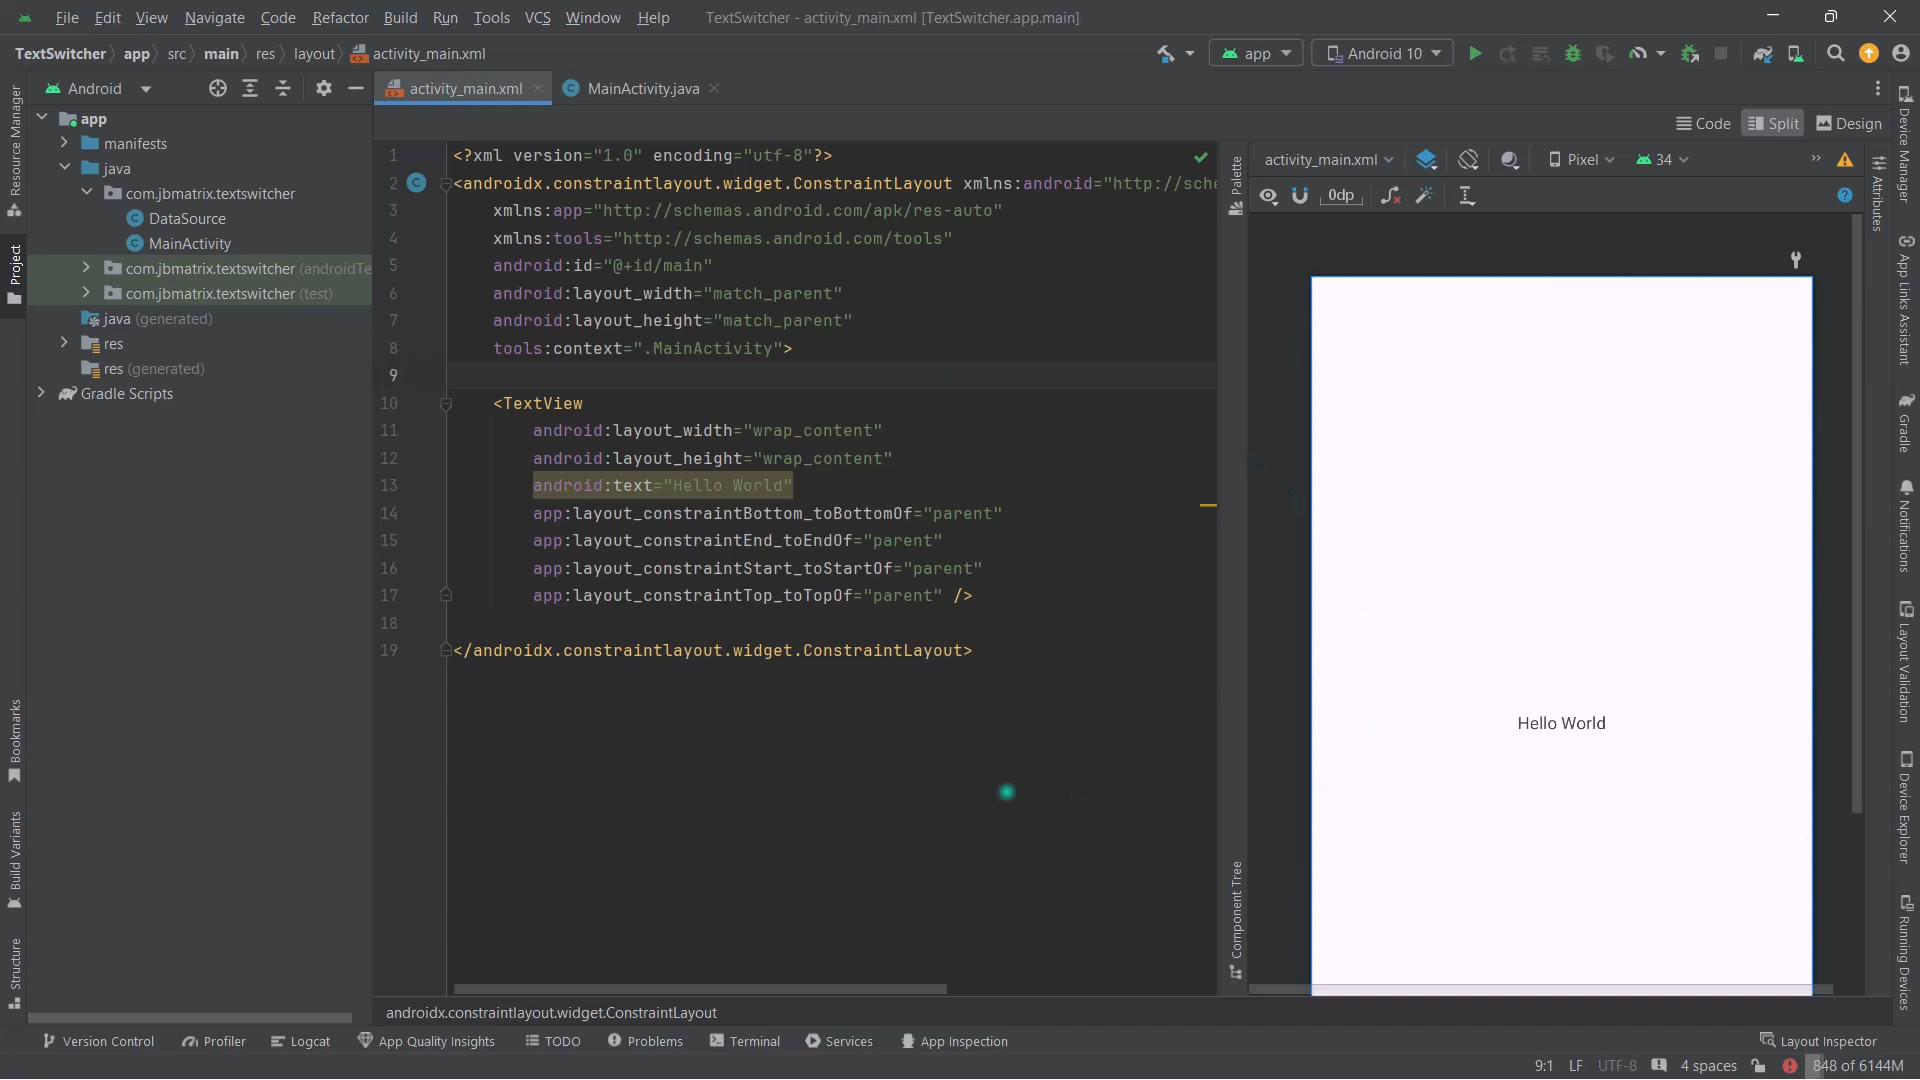 File Edit View Navigate Code Refactor Build Run Tools VCS Window Help TextSwitcher - activity_main.xml [TextSwitcher.app.main]
TextSwitcher app src main res layout activity_main.xml app Android 10
Android activity_main.xml MainActivity.java
Code Split Design
Resource Manager
Project
Bookmarks
Build Variants
Structure
app
manifests
java
com.jbmatrix.textswitcher
DataSource
MainActivity
com.jbmatrix.textswitcher (androidTe
com.jbmatrix.textswitcher (test)
java (generated)
res
res (generated)
Gradle Scripts
1 <?xml version="1.0" encoding="utf-8"?>
2 C <androidx.constraintlayout.widget.ConstraintLayout xmlns:android="http://sche
3 xmlns:app="http://schemas.android.com/apk/res-auto"
4 xmlns:tools="http://schemas.android.com/tools"
5 android:id="@+id/main"
6 android:layout_width="match_parent"
7 android:layout_height="match_parent"
8 tools:context=".MainActivity">
9
10 <TextView
11 android:layout_width="wrap_content"
12 android:layout_height="wrap_content"
13 android:text="Hello World"
14 app:layout_constraintBottom_toBottomOf="parent"
15 app:layout_constraintEnd_toEndOf="parent"
16 app:layout_constraintStart_toStartOf="parent"
17 app:layout_constraintTop_toTopOf="parent" />
18
19 </androidx.constraintlayout.widget.ConstraintLayout>
Palette
Component Tree
activity_main.xml Pixel 34
0dp
Hello World
Attributes
Device Manager
App Links Assistant
Gradle
Notifications
Layout Validation
Device Explorer
Running Devices
androidx.constraintlayout.widget.ConstraintLayout
Version Control Profiler Logcat App Quality Insights TODO Problems Terminal Services App Inspection Layout Inspector
9:1 LF UTF-8 4 spaces 848 of 6144M